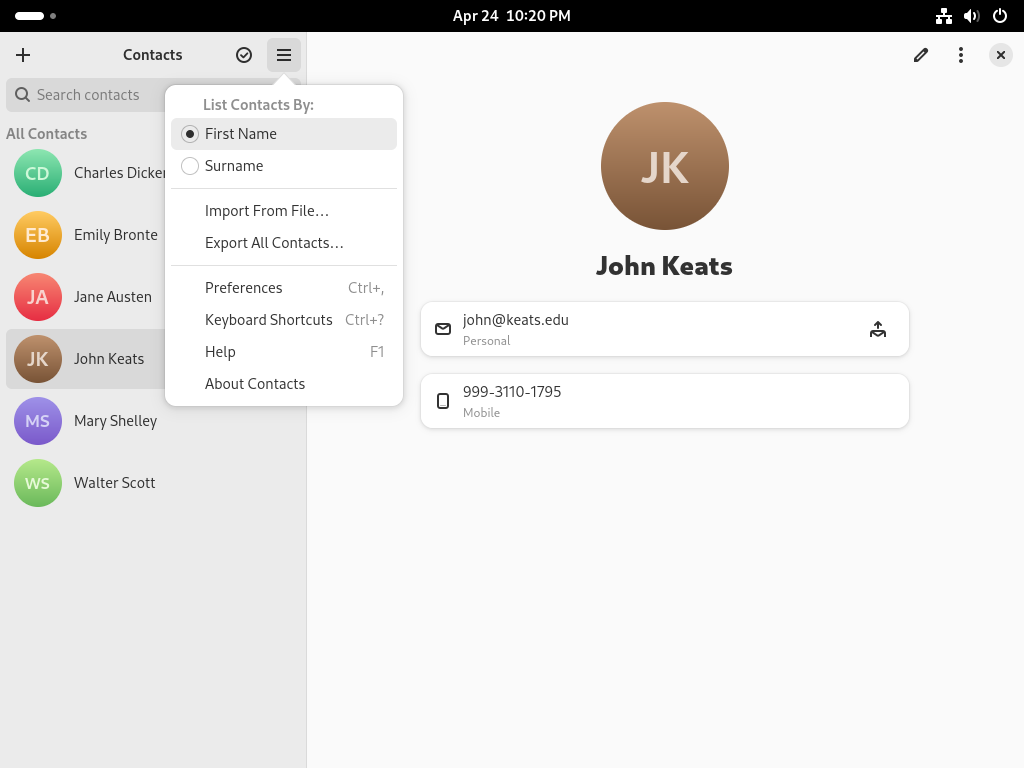 Apr 24 10:20 PM
Contacts
Search contacts
All Contacts
CD
Charles
EB Emily Bronte
JA Jane Austen
JK John Keats
MS Mary Shelley
WS Walter Scott
List Contacts By:
First Name
Surname
Import From File…
Export All Contacts…
Preferences Ctrl+,
Keyboard Shortcuts Ctrl+?
Help F1
About Contacts
JK
John Keats
john@keats.edu
Personal
999-3110-1795
Mobile